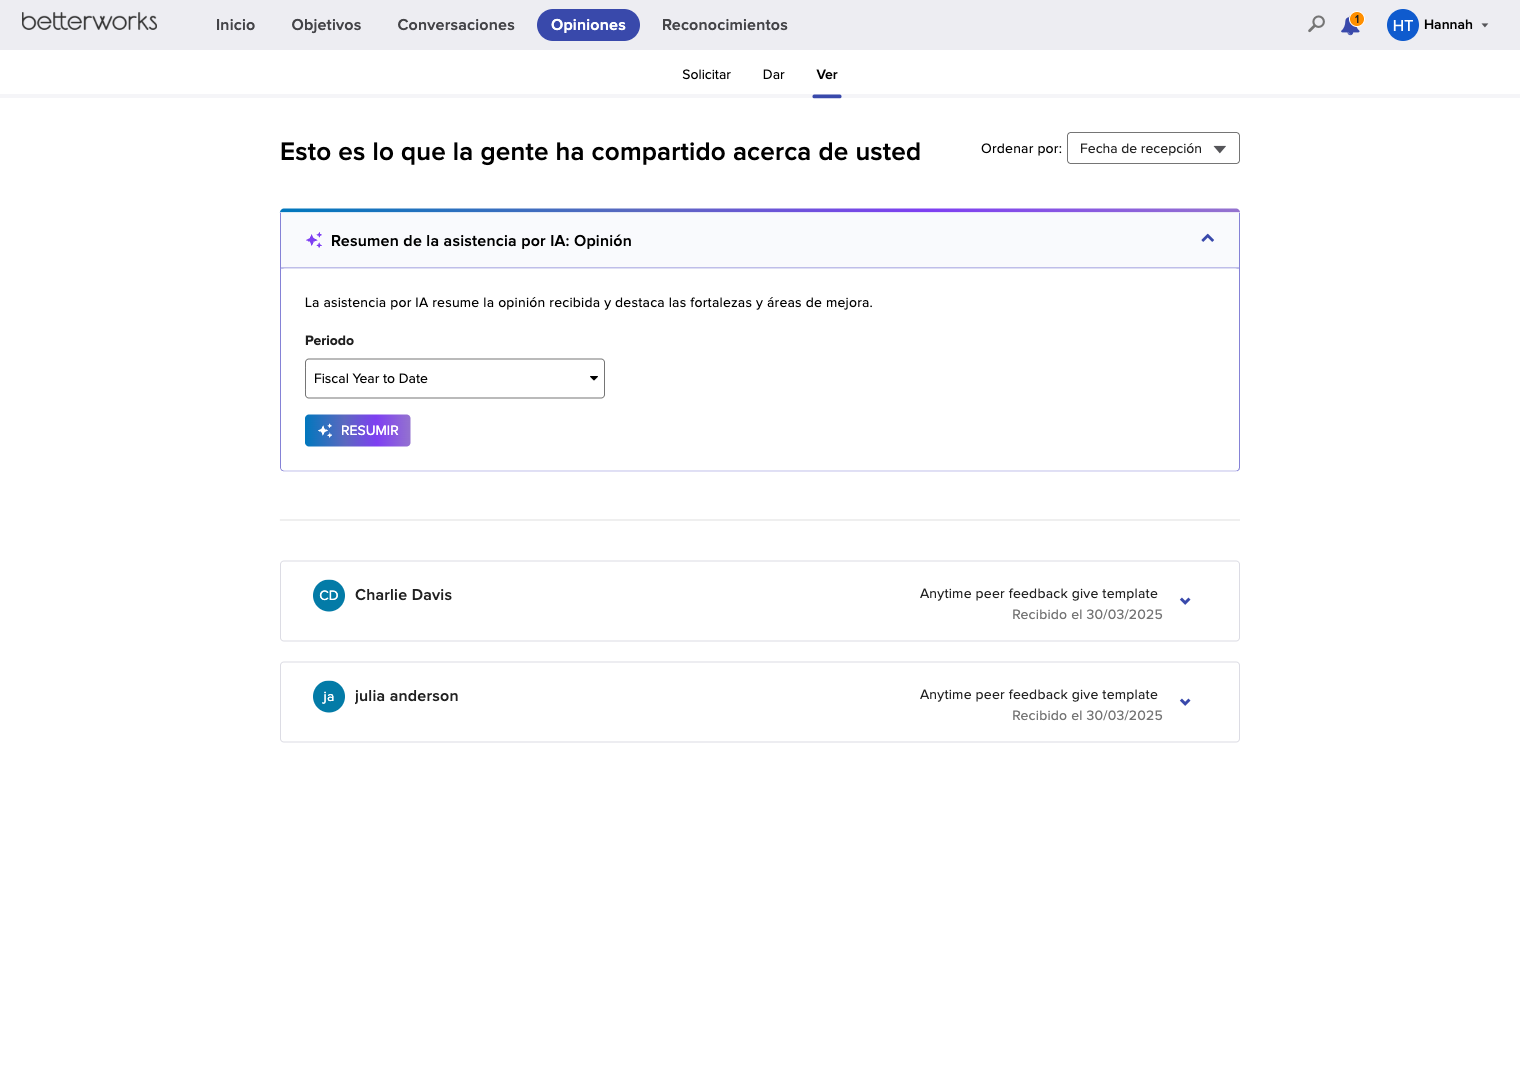 betterworks
Inicio Objetivos Conversaciones Opiniones Reconocimientos
1
HT Hannah
Solicitar Dar Ver
Esto es lo que la gente ha compartido acerca de usted
Ordenar por: Fecha de recepción
Resumen de la asistencia por IA: Opinión
La asistencia por IA resume la opinión recibida y destaca las fortalezas y áreas de mejora.
Periodo
Fiscal Year to Date
RESUMIR
CD Charlie Davis
Anytime peer feedback give template
Recibido el 30/03/2025
ja julia anderson
Anytime peer feedback give template
Recibido el 30/03/2025